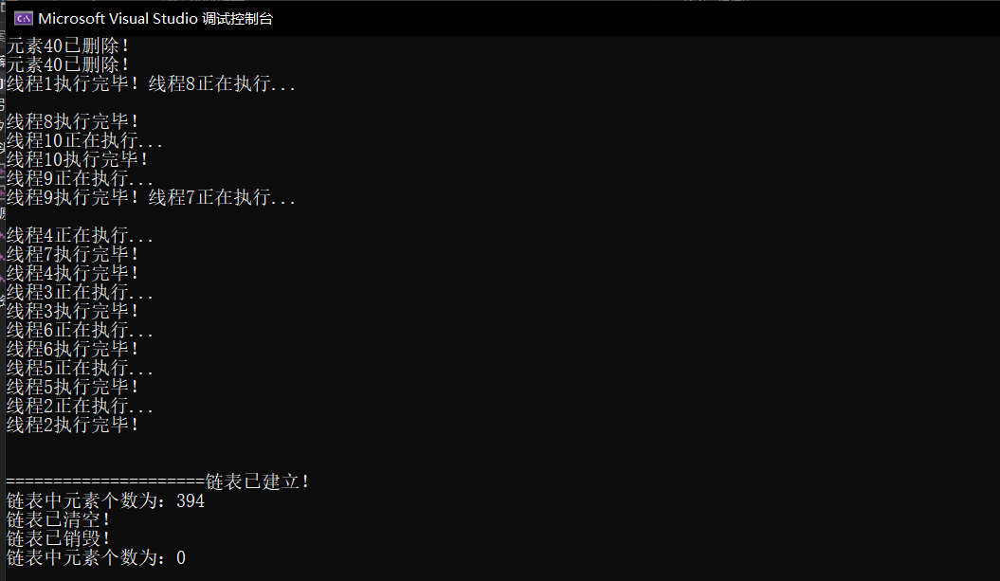 Microsoft Visual Studio 调试控制台
元素40已删除！
元素40已删除！
线程1执行完毕！线程8正在执行...
线程8执行完毕！
线程10正在执行...
线程10执行完毕！
线程9正在执行...
线程9执行完毕！线程7正在执行...
线程4正在执行...
线程7执行完毕！
线程4执行完毕！
线程3正在执行...
线程3执行完毕！
线程6正在执行...
线程6执行完毕！
线程5正在执行...
线程5执行完毕！
线程2正在执行...
线程2执行完毕！
=====================链表已建立！
链表中元素个数为：394
链表已清空！
链表已销毁！
链表中元素个数为：0